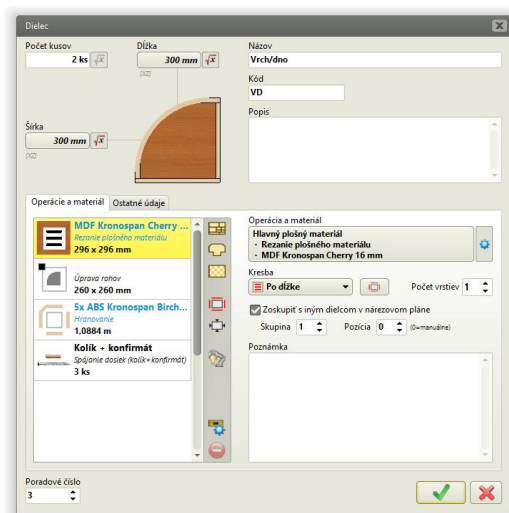 Dielec
Počet kusov
Dĺžka
Názov
2 ks
√x
300 mm
√x
Vrch/dno
[XZ]
Kód
VD
Popis
Šírka
300 mm
√x
[XZ]
Operácie a materiál
Ostatné údaje
MDF Kronospan Cherry ...
Rezanie plošného materiálu
296 x 296 mm
Úprava rohov
260 x 260 mm
5x ABS Kronospan Birch...
Hranovanie
1,0884 m
Kolík + konfirmát
Spájanie dosiek (kolík+konfirmát)
3 ks
Operácia a materiál
Hlavný plošný materiál
- Rezanie plošného materiálu
- MDF Kronospan Cherry 16 mm
Kresba
Po dĺžke
Počet vrstiev
1
Zoskupiť s iným dielcom v nárezovom pláne
Skupina
1
Pozícia
0
(0=manuálne)
Poznámka
Poradové číslo
3